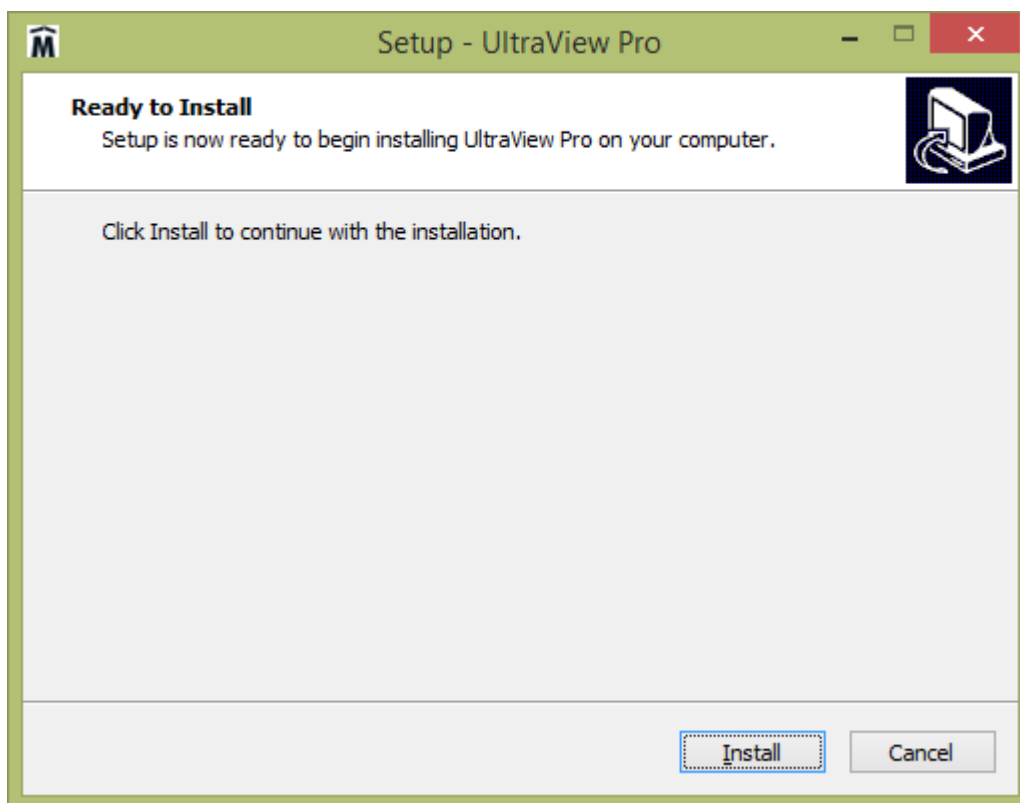 Setup - UltraView Pro
Ready to Install
Setup is now ready to begin installing UltraView Pro on your computer.
Click Install to continue with the installation.
Install
Cancel